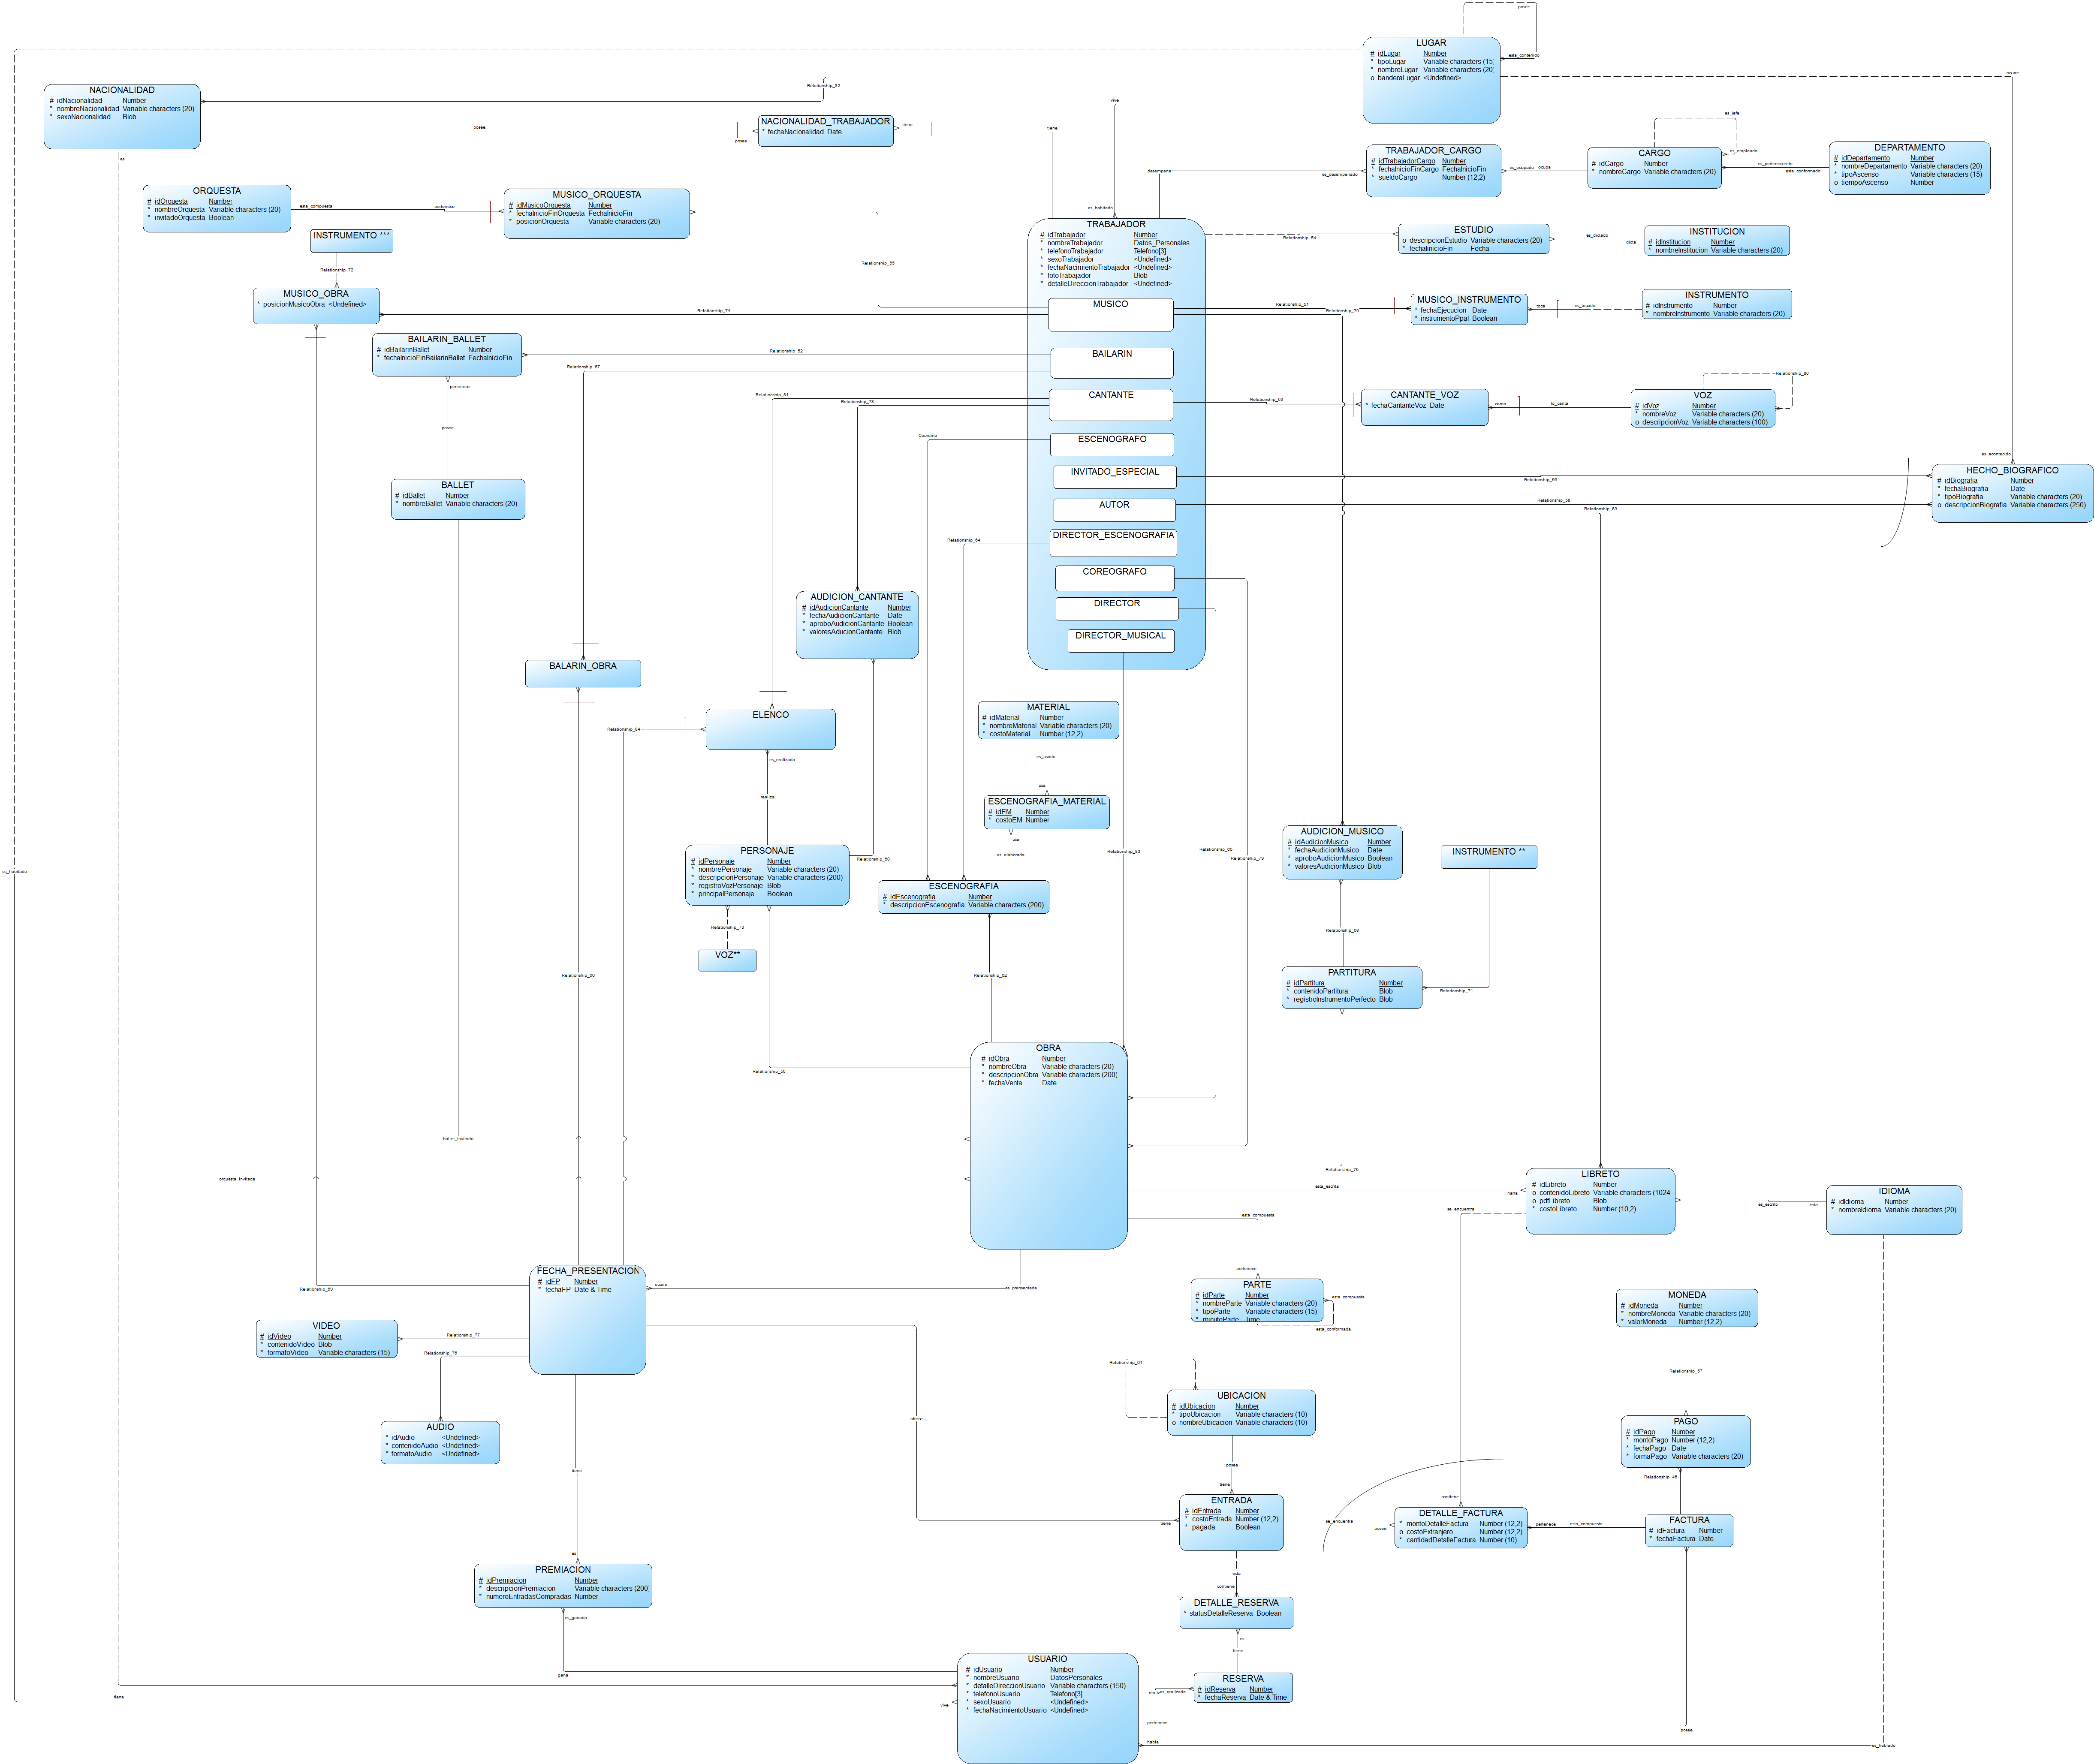 posee
LUGAR
# idLugar Number
* tipoLugar Variable characters (15)
* nombreLugar Variable characters (20)
o banderaLugar <Undefined>
esta_contenido
ocurre
NACIONALIDAD
# idNacionalidad Number
* nombreNacionalidad Variable characters (20)
* sexoNacionalidad Blob
Relationship_82
vive
posee
posee
NACIONALIDAD_TRABAJADOR
* fechaNacionalidad Date
tiene
tiene
es
TRABAJADOR_CARGO
# idTrabajadorCargo Number
* fechaInicioFinCargo FechaInicioFin
* sueldoCargo Number (12,2)
desempena
es_desempenado
es_ocupado
ocupa
es_jefe
es_empleado
CARGO
# idCargo Number
* nombreCargo Variable characters (20)
es_perteneciente
esta_conformado
DEPARTAMENTO
# idDepartamento Number
* nombreDepartamento Variable characters (20)
* tipoAscenso Variable characters (15)
o tiempoAscenso Number
ORQUESTA
# idOrquesta Number
* nombreOrquesta Variable characters (20)
* invitadoOrquesta Boolean
esta_compuesta
pertenece
MUSICO_ORQUESTA
# idMusicoOrquesta Number
* fechaInicioFinOrquesta FechaInicioFin
* posicionOrquesta Variable characters (20)
es_habitado
TRABAJADOR
# idTrabajador Number
* nombreTrabajador Datos_Personales
* telefonoTrabajador Telefono[3]
* sexoTrabajador <Undefined>
* fechaNacimientoTrabajador <Undefined>
* fotoTrabajador Blob
* detalleDireccionTrabajador <Undefined>
Relationship_54
ESTUDIO
o descripcionEstudio Variable characters (20)
* fechaInicioFin Fecha
es_dictado
dicta
INSTITUCION
# idInstitucion Number
* nombreInstitucion Variable characters (20)
INSTRUMENTO ***
Relationship_72
Relationship_55
MUSICO_OBRA
* posicionMusicoObra <Undefined>
Relationship_74
MUSICO
Relationship_51
Relationship_70
MUSICO_INSTRUMENTO
* fechaEjecucion Date
* instrumentoPpal Boolean
toca
es_tocado
INSTRUMENTO
# idInstrumento Number
* nombreInstrumento Variable characters (20)
BAILARIN_BALLET
# idBailarinBallet Number
* fechaInicioFinBailarinBallet FechaInicioFin
Relationship_52
Relationship_67
BAILARIN
pertenece
posee
Relationship_81
Relationship_78
CANTANTE
Relationship_53
CANTANTE_VOZ
* fechaCantanteVoz Date
canta
lo_canta
Relationship_80
VOZ
# idVoz Number
* nombreVoz Variable characters (20)
o descripcionVoz Variable characters (100)
Coordina
ESCENOGRAFO
es_acontecido
INVITADO_ESPECIAL
Relationship_56
HECHO_BIOGRAFICO
# idBiografia Number
* fechaBiografia Date
* tipoBiografia Variable characters (20)
o descripcionBiografia Variable characters (250)
BALLET
# idBallet Number
* nombreBallet Variable characters (20)
AUTOR
Relationship_58
Relationship_63
Relationship_64
DIRECTOR_ESCENOGRAFIA
COREOGRAFO
DIRECTOR
DIRECTOR_MUSICAL
AUDICION_CANTANTE
# idAudicionCantante Number
* fechaAudicionCantante Date
* aproboAudicionCantante Boolean
* valoresAducionCantante Blob
BALARIN_OBRA
ELENCO
Relationship_84
es_realizada
realiza
MATERIAL
# idMaterial Number
* nombreMaterial Variable characters (20)
* costoMaterial Number (12,2)
es_usado
usa
ESCENOGRAFIA_MATERIAL
# idEM Number
* costoEM Number
usa
es_elaborada
Relationship_83
Relationship_65
Relationship_79
PERSONAJE
# idPersonaje Number
* nombrePersonaje Variable characters (20)
* descripcionPersonaje Variable characters (200)
* registroVozPersonaje Blob
* principalPersonaje Boolean
Relationship_60
ESCENOGRAFIA
# idEscenografia Number
* descripcionEscenografia Variable characters (200)
AUDICION_MUSICO
# idAudicionMusico Number
* fechaAudicionMusico Date
* aproboAudicionMusico Boolean
* valoresAudicionMusico Blob
INSTRUMENTO **
es_habitado
Relationship_73
VOZ**
Relationship_66
Relationship_62
Relationship_68
PARTITURA
# idPartitura Number
* contenidoPartitura Blob
* registroInstrumentoPerfecto Blob
Relationship_71
OBRA
# idObra Number
* nombreObra Variable characters (20)
* descripcionObra Variable characters (200)
* fechaVenta Date
Relationship_50
ballet_invitado
orquesta_invitada
Relationship_75
esta_escrita
narra
LIBRETO
# idLibreto Number
o contenidoLibreto Variable characters (1024
o pdfLibreto Blob
* costoLibreto Number (10,2)
es_escrito
esta
IDIOMA
# idIdioma Number
* nombreIdioma Variable characters (20)
se_encuentra
esta_compuesta
pertenece
FECHA_PRESENTACION
# idFP Number
* fechaFP Date & Time
ocurre
es_presentada
Relationship_69
PARTE
# idParte Number
* nombreParte Variable characters (20)
* tipoParte Variable characters (15)
* minutoParte Time
esta_compuesta
esta_conformada
MONEDA
# idMoneda Number
* nombreMoneda Variable characters (20)
* valorMoneda Number (12,2)
VIDEO
# idVideo Number
* contenidoVideo Blob
* formatoVideo Variable characters (15)
Relationship_77
Relationship_76
Relationship_61
Relationship_57
UBICACION
# idUbicacion Number
* tipoUbicacion Variable characters (10)
o nombreUbicacion Variable characters (10)
ofrece
AUDIO
* idAudio <Undefined>
* contenidoAudio <Undefined>
* formatoAudio <Undefined>
PAGO
# idPago Number
* montoPago Number (12,2)
* fechaPago Date
* formaPago Variable characters (20)
Relationship_46
posee
tiene
tiene
es
contiene
ENTRADA
# idEntrada Number
* costoEntrada Number (12,2)
* pagada Boolean
tiene
se_encuentra
posee
DETALLE_FACTURA
* montoDetalleFactura Number (12,2)
o costoExtranjero Number (12,2)
* cantidadDetalleFactura Number (10)
pertenece
esta_compuesta
FACTURA
# idFactura Number
* fechaFactura Date
PREMIACION
# idPremiacion Number
* descripcionPremiacion Variable characters (200
* numeroEntradasCompradas Number
es_ganada
gana
esta
contiene
DETALLE_RESERVA
* statusDetalleReserva Boolean
es
tiene
USUARIO
# idUsuario Number
* nombreUsuario DatosPersonales
* detalleDireccionUsuario Variable characters (150)
* telefonoUsuario Telefono[3]
* sexoUsuario <Undefined>
* fechaNacimientoUsuario <Undefined>
es_realizada
RESERVA
# idReserva Number
* fechaReserva Date & Time
tiene
vive
pertenece
posee
habla
es_hablado